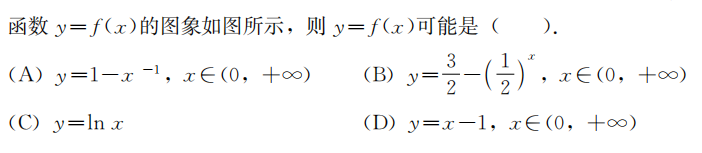 函数 y=f(x)的图象如图所示，则 y=f(x)可能是（　　）.
(A) y=1-x⁻¹，x∈(0，+∞)　(B) y=3/2-(1/2)ˣ，x∈(0，+∞)
(C) y=ln x　(D) y=x-1，x∈(0，+∞)